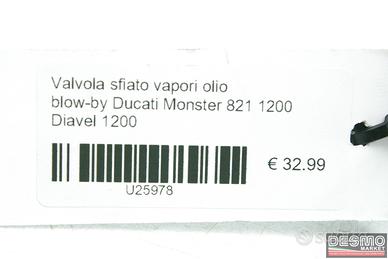 Valvola sfiato vapori olio
blow-by Ducati Monster 821 1200
Diavel 1200
€ 32.99
U25978
DESMO
MARKET